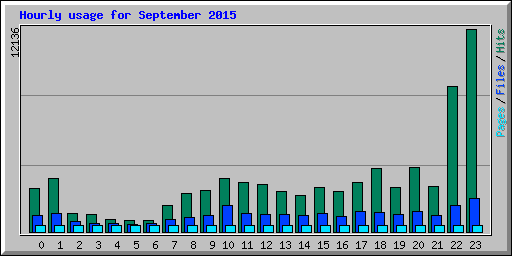 Hourly usage for September 2015
12136
Pages / Files / Hits
0 1 2 3 4 5 6 7 8 9 10 11 12 13 14 15 16 17 18 19 20 21 22 23